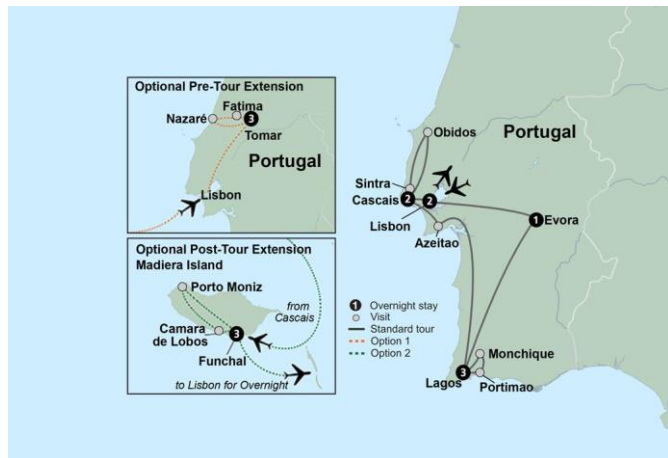 Optional Pre-Tour Extension
Fatima
Nazaré
3
Tomar
Portugal
Lisbon
Optional Post-Tour Extension
Madiera Island
Porto Moniz
from
Cascais
Camara
de Lobos
3
Funchal
to Lisbon for Overnight
Portugal
Obidos
Sintra
Cascais
2
2
Lisbon
Azeitao
1
Evora
1 Overnight stay
Visit
Standard tour
Option 1
Option 2
Monchique
3
Lagos
Portimao